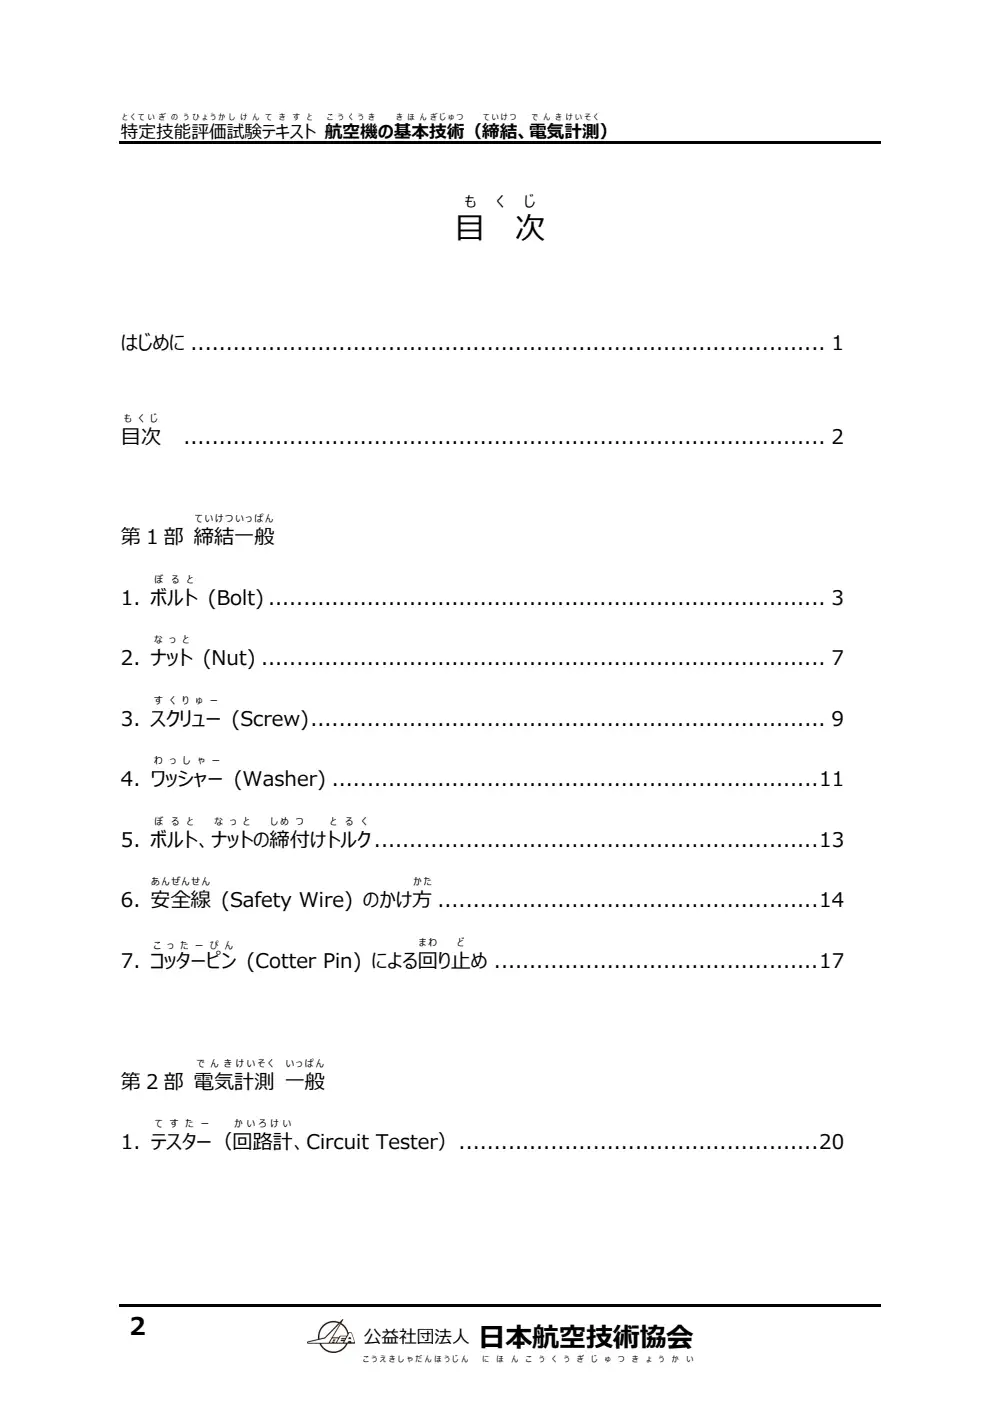 とくていぎのうひょうかしけんてきすと こうくうき きほんぎじゅつ ていけつ でんきけいそく
特定技能評価試験テキスト 航空機の基本技術（締結、電気計測）
もくじ
目 次
はじめに ........................................................................................ 1
もくじ
目次 ........................................................................................ 2
ていけついっぱん
第 1 部 締結一般
ぼると
1. ボルト (Bolt) ............................................................................. 3
なっと
2. ナット (Nut) .............................................................................. 7
すくりゅー
3. スクリュー (Screw)....................................................................... 9
わっしゃー
4. ワッシャー (Washer) ...................................................................11
ぼると なっと しめつ とるく
5. ボルト、ナットの締付けトルク.............................................................13
あんぜんせん かた
6. 安全線 (Safety Wire) のかけ方 .....................................................14
こったーぴん まわ ど
7. コッターピン (Cotter Pin) による回り止め .............................................17
でんきけいそく いっぱん
第 2 部 電気計測 一般
てすたー かいろけい
1. テスター（回路計、Circuit Tester）..................................................20
2
公益社団法人 日本航空技術協会
こうえきしゃだんほうじん にほんこうくうぎじゅつきょうかい